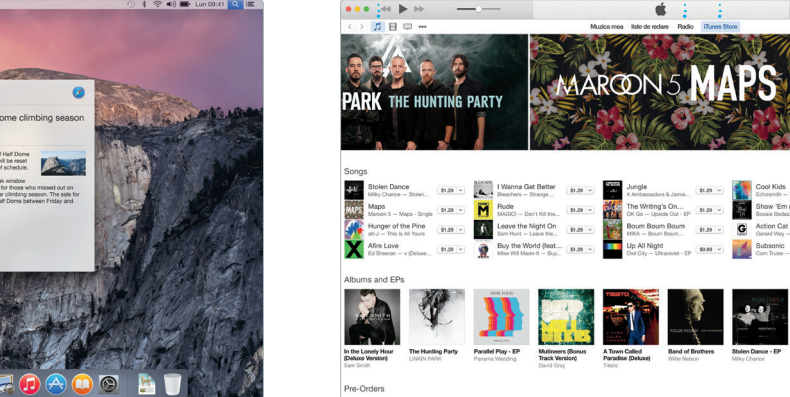 Lun 09:41
ome climbing season
f Half Dome
vill be reset
of schedule.
k window
for those who missed out on
ar climbing season. The sale for
alf Dome between Friday and
Muzica mea liste de redare Radio iTunes Store
PARK THE HUNTING PARTY
MAROON 5 MAPS
Songs
Stolen Dance
Milky Chance — Stolen...
$1.29
I Wanna Get Better
Bleachers — Strange...
$1.29
Jungle
X Ambassadors & Jamie...
$1.29
Cool Kids
Echosmith —
Maps
Maroon 5 — Maps - Single
$1.29
Rude
MAGIC! — Don't Kill the...
$1.29
The Writing's On...
OK Go — Upside Out - EP
$1.29
Show 'Em (
Boosie Badaz
Hunger of the Pine
alt-J — This Is All Yours
$1.29
Leave the Night On
Sam Hunt — Leave the...
$1.29
Boum Boum Boum
MIKA — Boum Boum...
$1.29
Action Cat
Gerard Way —
Afire Love
Ed Sheeran — x (Deluxe...
$1.29
Buy the World (feat...
Mike Will Made-It — Buy...
$1.29
Up All Night
Owl City — Ultraviolet - EP
$0.99
Subsonic
Com Truise —
Albums and EPs
In the Lonely Hour
(Deluxe Version)
Sam Smith
The Hunting Party
LINKIN PARK
Parallel Play - EP
Panama Wedding
Mutineers (Bonus
Track Version)
David Gray
TIËSTO
A Town Called
Paradise (Deluxe)
Tiësto
Band of Brothers
Willie Nelson
Stolen Dance - EP
Milky Chance
Pre-Orders